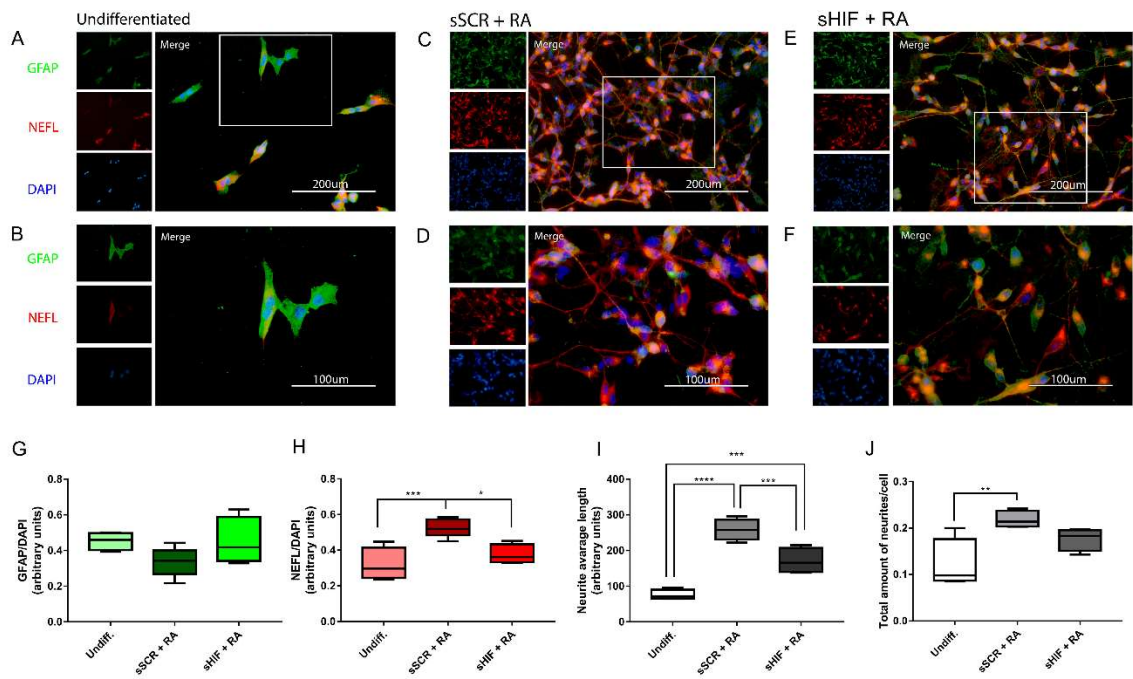 Undifferentiated
sSCR + RA
sHIF + RA
A
GFAP
NEFL
DAPI
Merge
200um
C
Merge
200um
E
Merge
200um
B
GFAP
NEFL
DAPI
Merge
100um
D
Merge
100um
F
Merge
100um
G
GFAP/DAPI
(arbitrary units)
0.8
0.6
0.4
0.2
0.0
Undiff.
sSCR + RA
sHIF + RA
H
NEFL/DAPI
(arbitrary units)
0.8
0.6
0.4
0.2
0.0
***
*
Undiff.
sSCR + RA
sHIF + RA
I
Neurite avarage length
(arbitrary units)
400
300
200
100
0
***
****
***
Undiff.
sSCR + RA
sHIF + RA
J
Total amount of neurites/cell
0.3
0.2
0.1
0.0
**
Undiff.
sSCR + RA
sHIF + RA